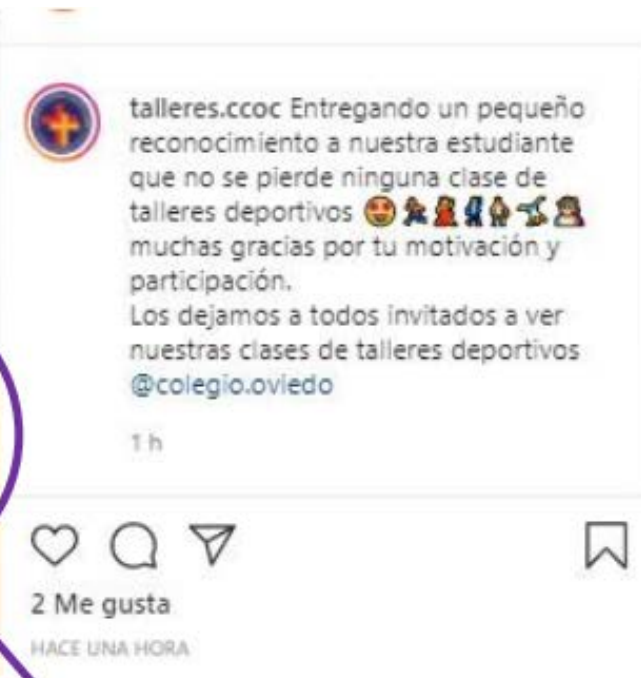 talleres.ccoc Entregando un pequeño
reconocimiento a nuestra estudiante
que no se pierde ninguna clase de
talleres deportivos
muchas gracias por tu motivación y
participación.
Los dejamos a todos invitados a ver
nuestras clases de talleres deportivos
@colegio.oviedo
1 h
2 Me gusta
HACE UNA HORA